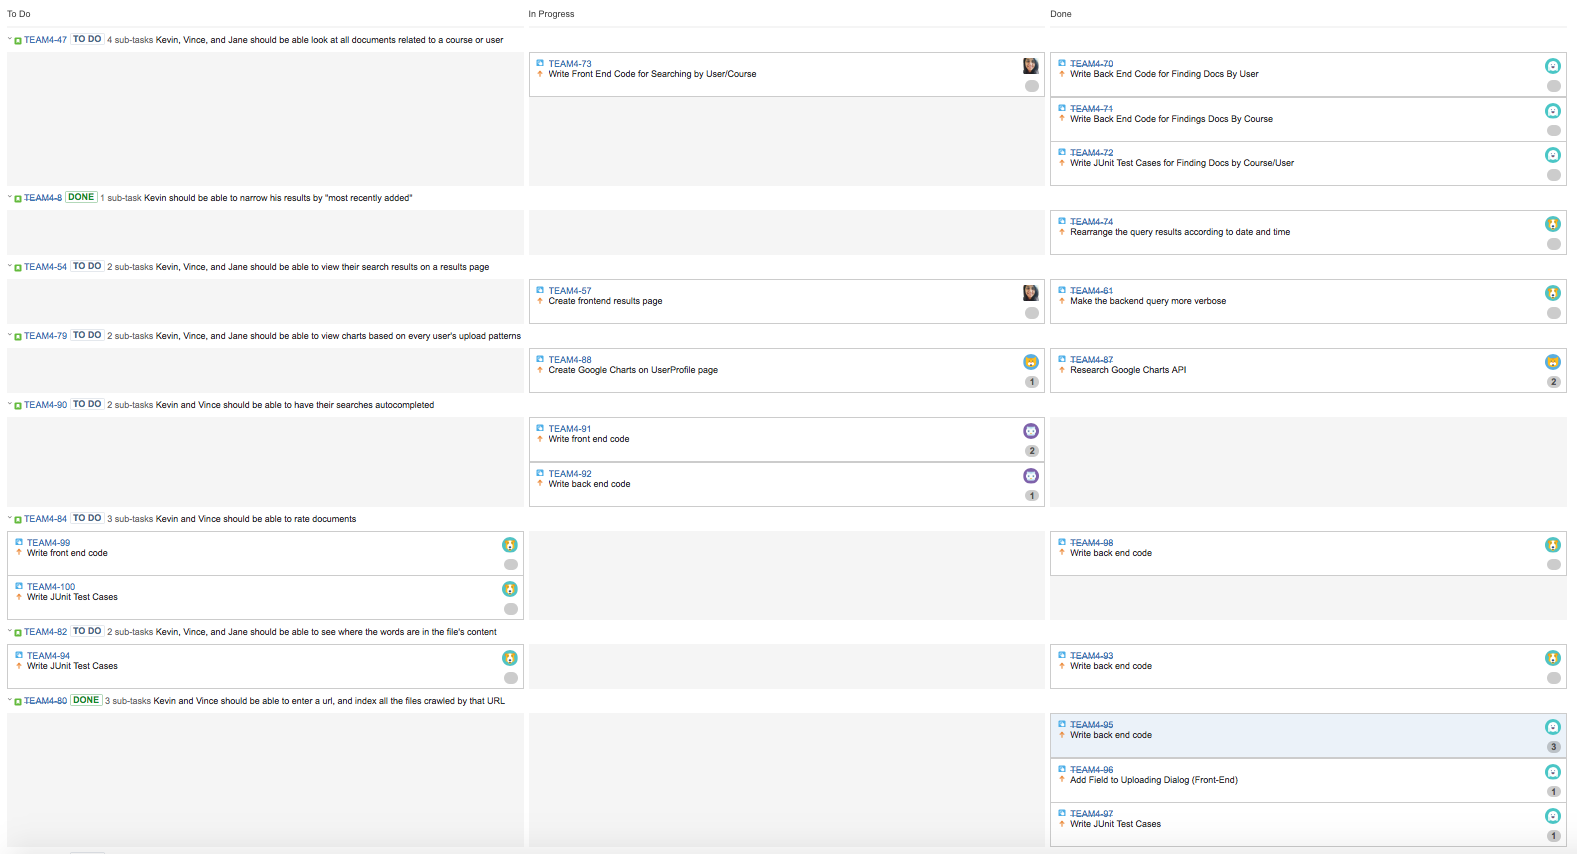 To Do In Progress Done
TEAM4-47 TO DO 4 sub-tasks Kevin, Vince, and Jane should be able look at all documents related to a course or user
TEAM4-73
Write Front End Code for Searching by User/Course
TEAM4-70
Write Back End Code for Finding Docs By User
TEAM4-71
Write Back End Code for Findings Docs By Course
TEAM4-72
Write JUnit Test Cases for Finding Docs by Course/User
TEAM4-8 DONE 1 sub-task Kevin should be able to narrow his results by "most recently added"
TEAM4-74
Rearrange the query results according to date and time
TEAM4-54 TO DO 2 sub-tasks Kevin, Vince, and Jane should be able to view their search results on a results page
TEAM4-57
Create frontend results page
TEAM4-61
Make the backend query more verbose
TEAM4-79 TO DO 2 sub-tasks Kevin, Vince, and Jane should be able to view charts based on every user's upload patterns
TEAM4-88
Create Google Charts on UserProfile page
1
TEAM4-87
Research Google Charts API
2
TEAM4-90 TO DO 2 sub-tasks Kevin and Vince should be able to have their searches autocompleted
TEAM4-91
Write front end code
2
TEAM4-92
Write back end code
1
TEAM4-84 TO DO 3 sub-tasks Kevin and Vince should be able to rate documents
TEAM4-99
Write front end code
TEAM4-100
Write JUnit Test Cases
TEAM4-98
Write back end code
TEAM4-82 TO DO 2 sub-tasks Kevin, Vince, and Jane should be able to see where the words are in the file's content
TEAM4-94
Write JUnit Test Cases
TEAM4-93
Write back end code
TEAM4-80 DONE 3 sub-tasks Kevin and Vince should be able to enter a url, and index all the files crawled by that URL
TEAM4-95
Write back end code
3
TEAM4-96
Add Field to Uploading Dialog (Front-End)
1
TEAM4-97
Write JUnit Test Cases
1